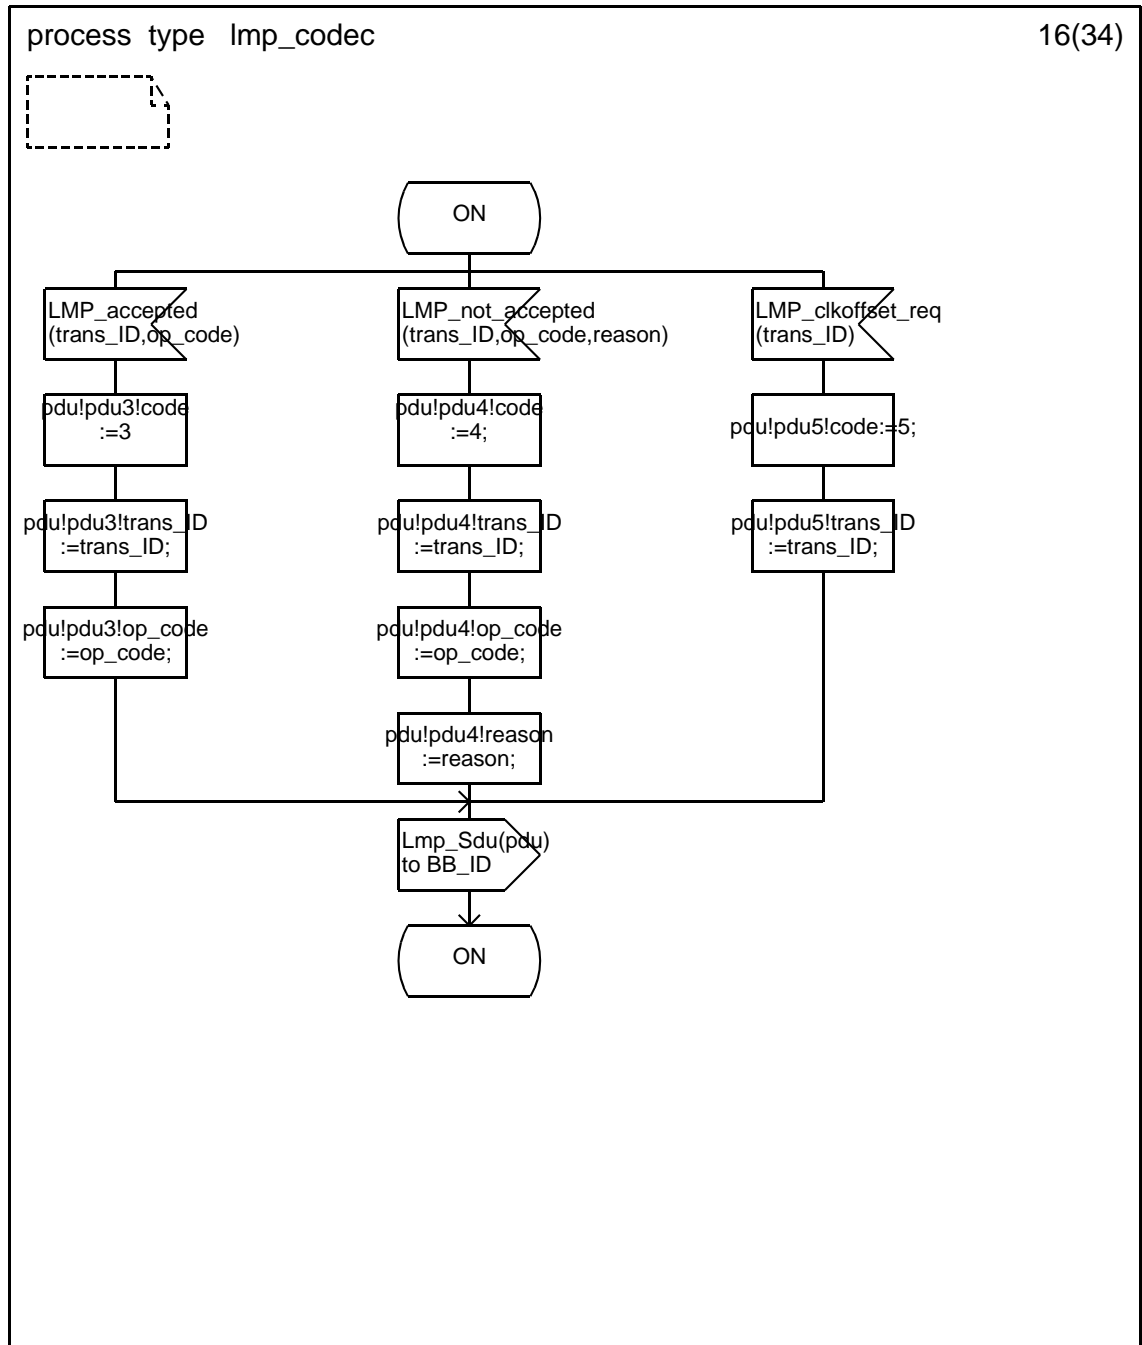 process type lmp_codec 16(34)
ON
LMP_accepted
(trans_ID,op_code)
LMP_not_accepted
(trans_ID,op_code,reason)
LMP_clkoffset_req
(trans_ID)
pdu!pdu3!code
:=3
pdu!pdu4!code
:=4;
pdu!pdu5!code:=5;
pdu!pdu3!trans_ID
:=trans_ID;
pdu!pdu4!trans_ID
:=trans_ID;
pdu!pdu5!trans_ID
:=trans_ID;
pdu!pdu3!op_code
:=op_code;
pdu!pdu4!op_code
:=op_code;
pdu!pdu4!reason
:=reason;
Lmp_Sdu(pdu)
to BB_ID
ON